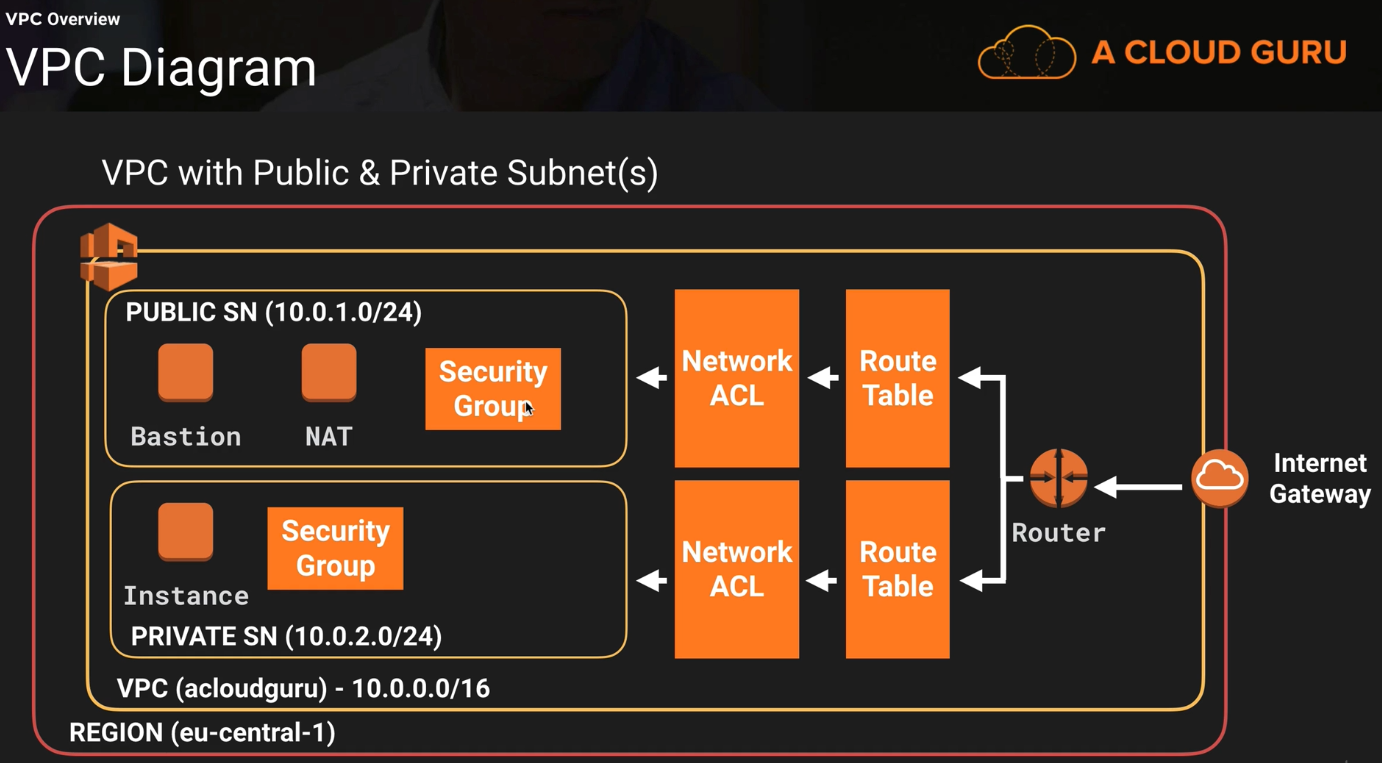 VPC Overview
VPC Diagram
A CLOUD GURU
VPC with Public & Private Subnet(s)
PUBLIC SN (10.0.1.0/24)
Bastion
NAT
Security
Group
Network
ACL
Route
Table
Instance
Security
Group
PRIVATE SN (10.0.2.0/24)
Network
ACL
Route
Table
Router
Internet
Gateway
VPC (acloudguru) - 10.0.0.0/16
REGION (eu-central-1)